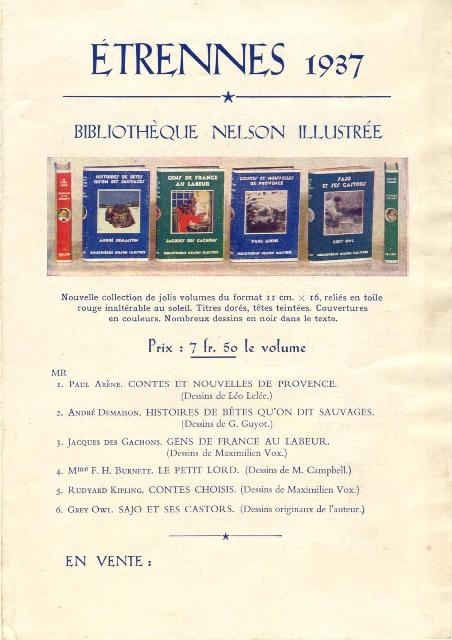 ÉTRENNES 1937
BIBLIOTHÈQUE NELSON ILLUSTRÉE
HISTOIRES DE BÊTES
QU'ON DIT SAUVAGES
ANDRÉ DEMAISON
BIBLIOTHÈQUE NELSON ILLUSTRÉE
GENS DE FRANCE
AU LABEUR
JACQUES DES GACHONS
BIBLIOTHÈQUE NELSON ILLUSTRÉE
CONTES ET NOUVELLES
DE PROVENCE
PAUL ARÈNE
BIBLIOTHÈQUE NELSON ILLUSTRÉE
SAJO
ET SES CASTORS
GREY OWL
BIBLIOTHÈQUE NELSON ILLUSTRÉE
Nouvelle collection de jolis volumes du format 11 cm. × 16, reliés en toile
rouge inaltérable au soleil. Titres dorés, têtes teintées. Couvertures
en couleurs. Nombreux dessins en noir dans le texte.
Prix : 7 fr. 50 le volume
MR
1. Paul Arène. CONTES ET NOUVELLES DE PROVENCE.
(Dessins de Léo Lelée.)
2. André Demaison. HISTOIRES DE BÊTES QU'ON DIT SAUVAGES.
(Dessins de G. Guyot.)
3. Jacques des Gachons. GENS DE FRANCE AU LABEUR.
(Dessins de Maximilien Vox.)
4. Mme F. H. Burnett. LE PETIT LORD. (Dessins de M. Campbell.)
5. Rudyard Kipling. CONTES CHOISIS. (Dessins de Maximilien Vox.)
6. Grey Owl. SAJO ET SES CASTORS. (Dessins originaux de l'auteur.)
EN VENTE :